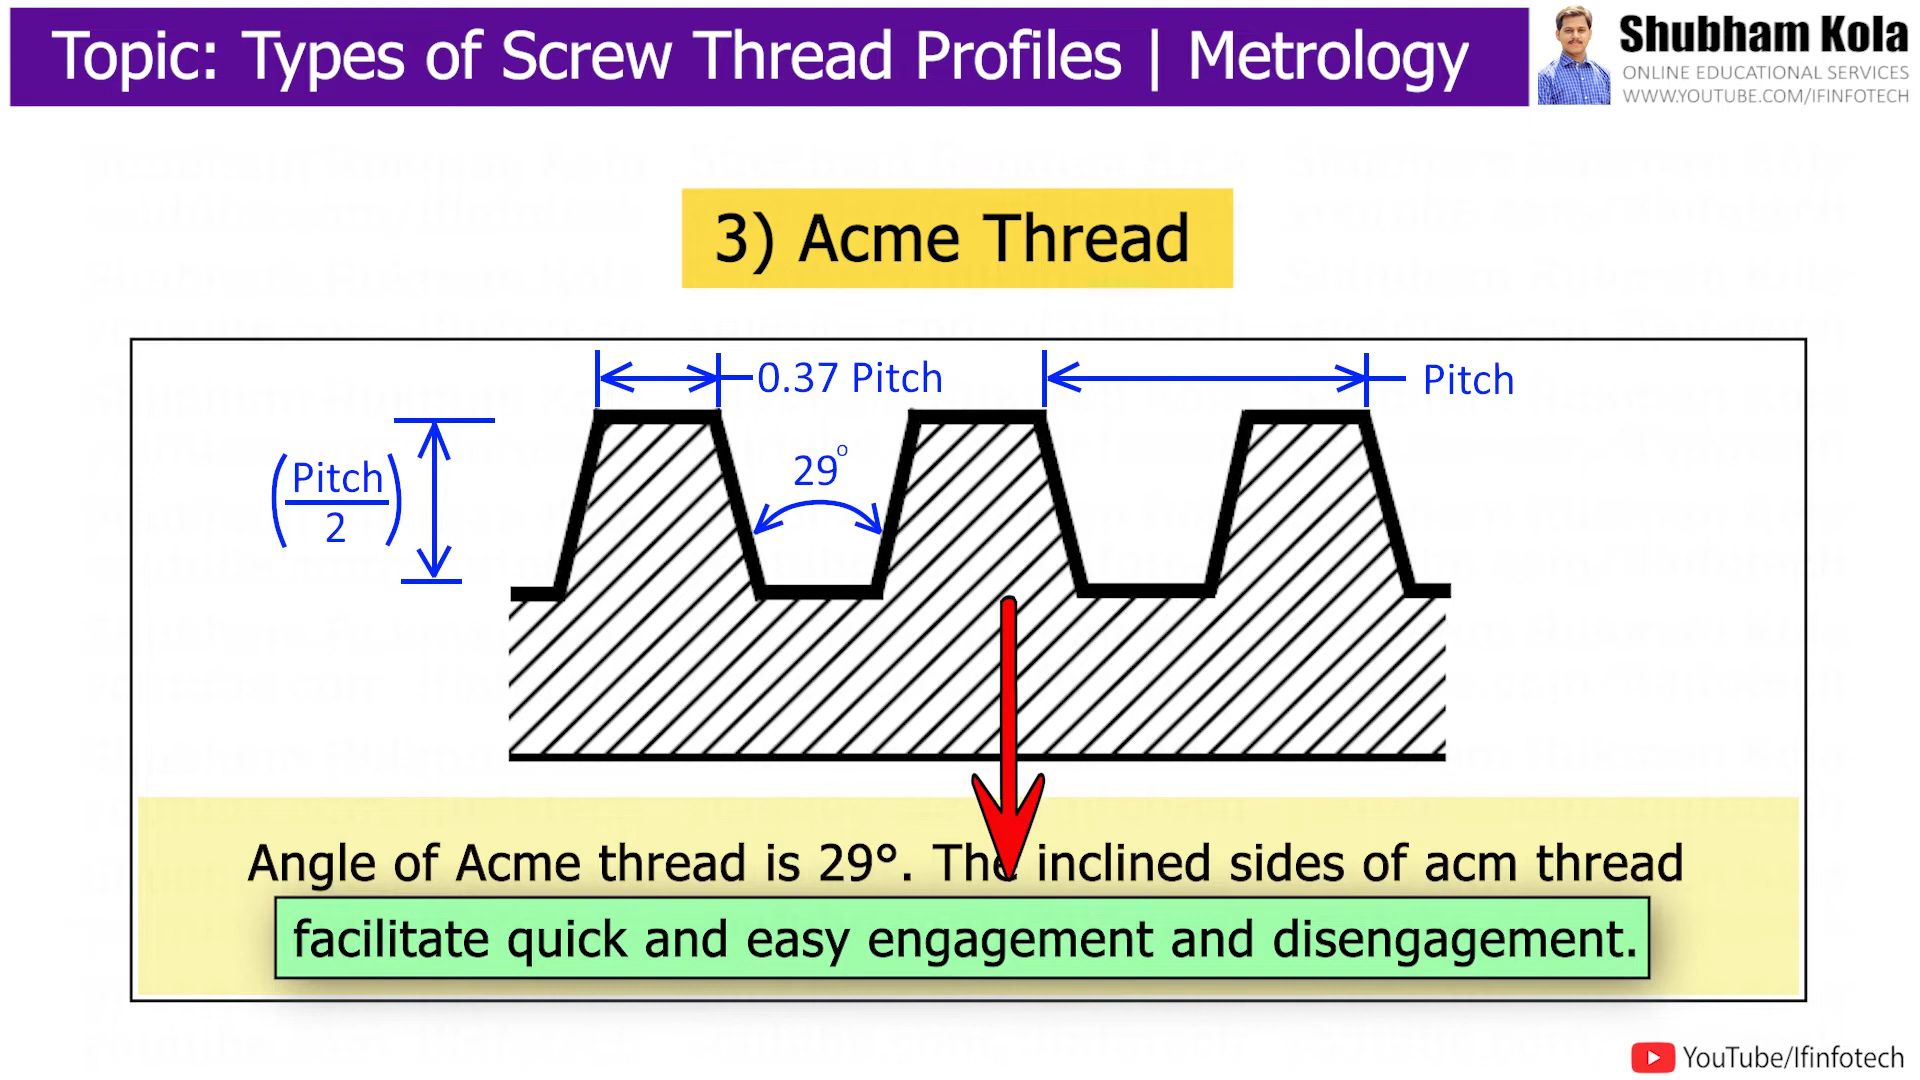 Topic: Types of Screw Thread Profiles | Metrology
Shubham Kola
ONLINE EDUCATIONAL SERVICES
WWW.YOUTUBE.COM/IFINFOTECH
3) Acme Thread
0.37 Pitch
Pitch
29°
(Pitch
2)
Angle of Acme thread is 29°. The inclined sides of acm thread
facilitate quick and easy engagement and disengagement.
YouTube/Ifinfotech